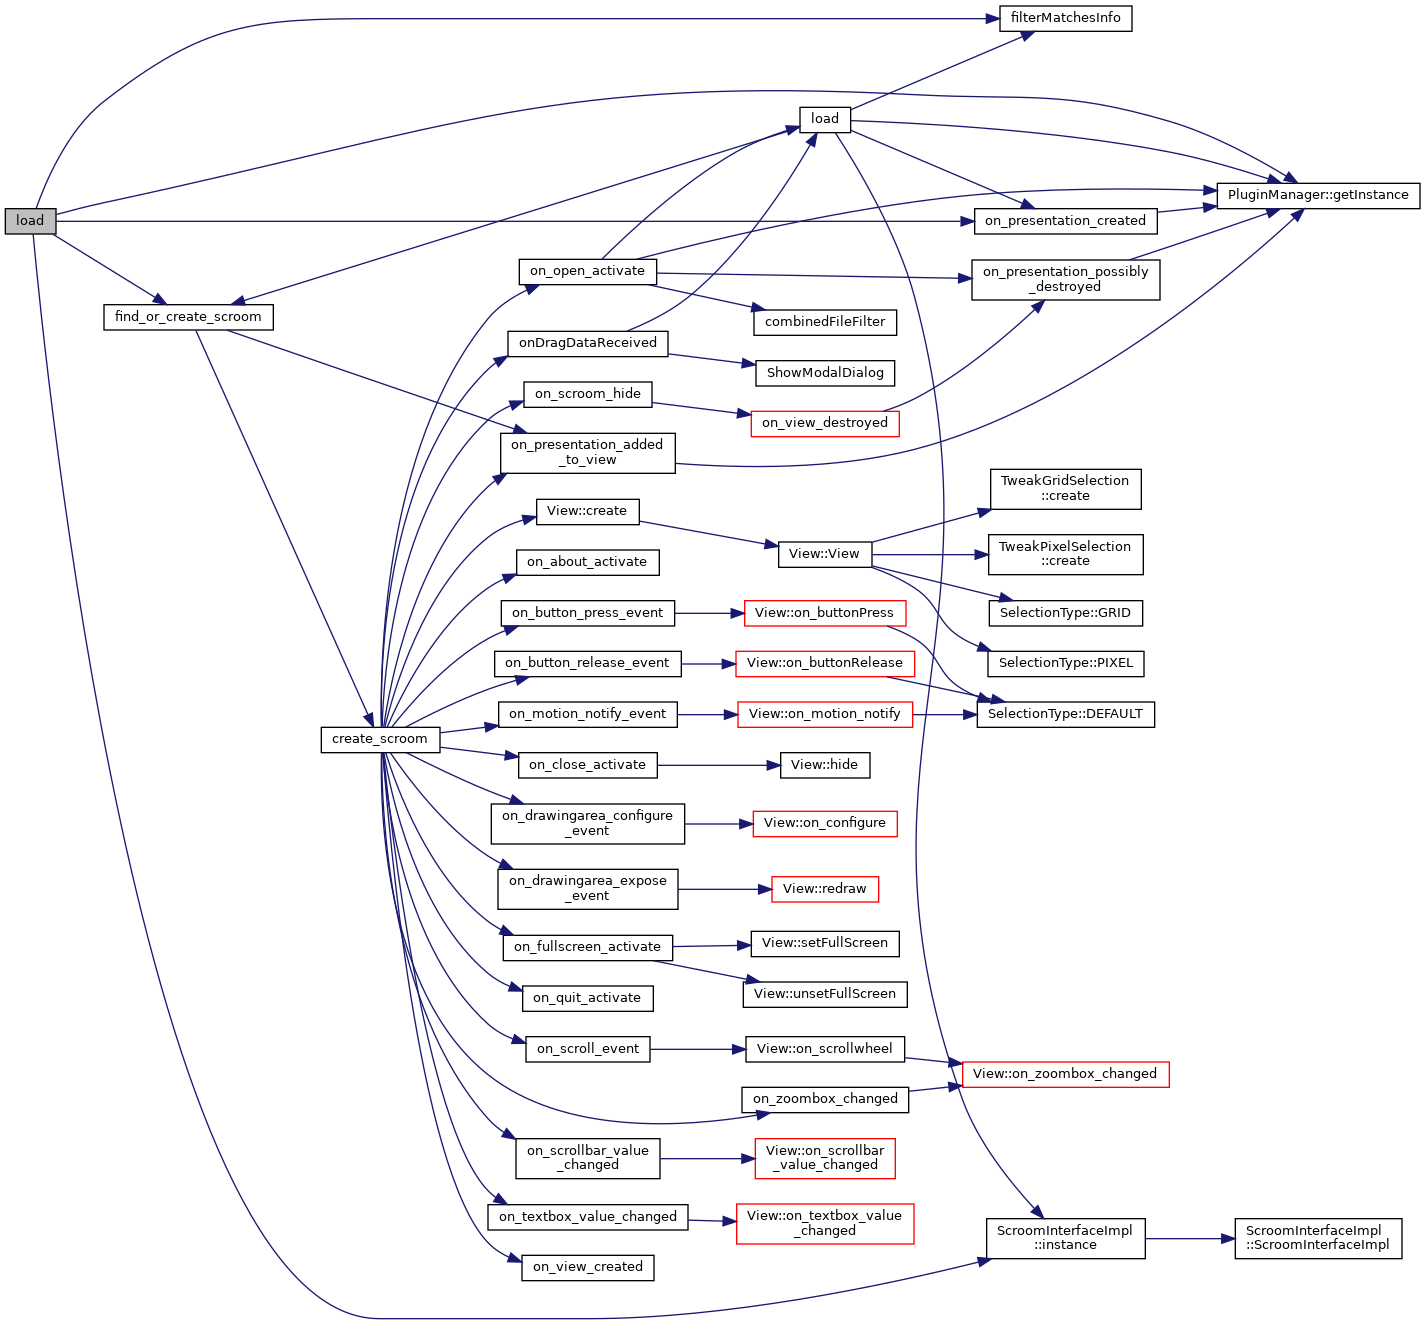 filterMatchesInfo
load
PluginManager::getInstance
load
on_presentation_created
on_open_activate
on_presentation_possibly
_destroyed
find_or_create_scroom
combinedFileFilter
onDragDataReceived
ShowModalDialog
on_scroom_hide
on_view_destroyed
on_presentation_added
_to_view
TweakGridSelection
::create
View::create
View::View
TweakPixelSelection
::create
on_about_activate
on_button_press_event
View::on_buttonPress
SelectionType::GRID
on_button_release_event
View::on_buttonRelease
SelectionType::PIXEL
on_motion_notify_event
View::on_motion_notify
SelectionType::DEFAULT
create_scroom
on_close_activate
View::hide
on_drawingarea_configure
_event
View::on_configure
on_drawingarea_expose
_event
View::redraw
on_fullscreen_activate
View::setFullScreen
View::unsetFullScreen
on_quit_activate
on_scroll_event
View::on_scrollwheel
View::on_zoombox_changed
on_zoombox_changed
on_scrollbar_value
_changed
View::on_scrollbar
_value_changed
on_textbox_value_changed
View::on_textbox_value
_changed
ScroomInterfaceImpl
::instance
ScroomInterfaceImpl
::ScroomInterfaceImpl
on_view_created